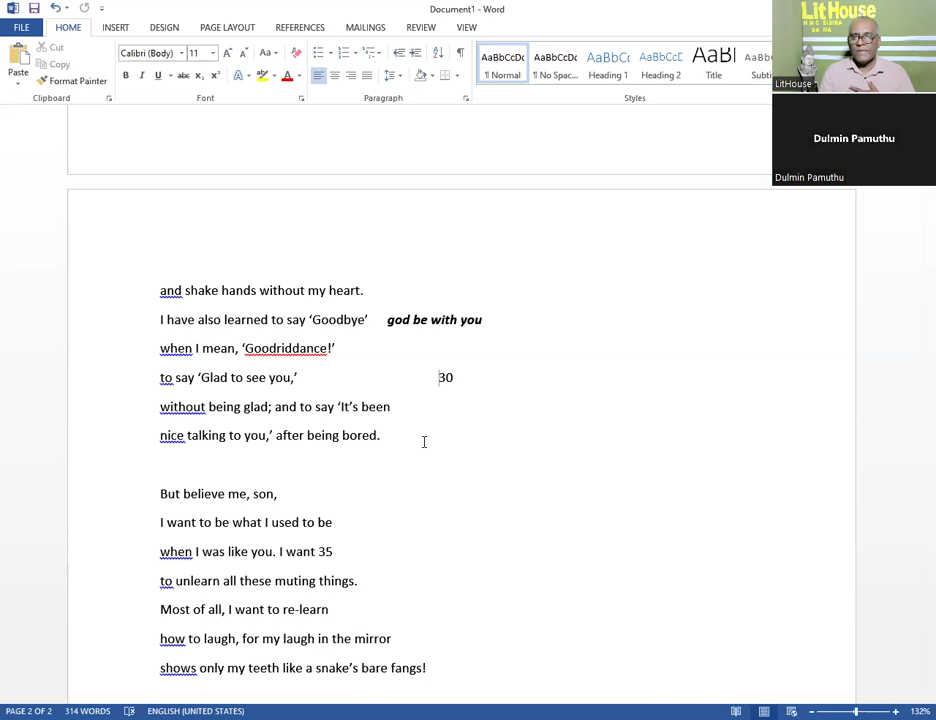 Document1 - Word
FILE HOME INSERT DESIGN PAGE LAYOUT REFERENCES MAILINGS REVIEW VIEW
Paste
Cut
Copy
Format Painter
Clipboard
Calibri (Body) 11
Font
Paragraph
AaBbCcDc AaBbCcDc AaBbCc AaBbCcD AaBl AaBb
¶ Normal ¶ No Spac... Heading 1 Heading 2 Title Subti
Styles
LitHouse
LitHouse
Dulmin Pamuthu
Dulmin Pamuthu
and shake hands without my heart.
I have also learned to say ‘Goodbye’ god be with you
when I mean, ‘Goodriddance!’
to say ‘Glad to see you,’ 30
without being glad; and to say ‘It’s been
nice talking to you,’ after being bored.
But believe me, son,
I want to be what I used to be
when I was like you. I want 35
to unlearn all these muting things.
Most of all, I want to re-learn
how to laugh, for my laugh in the mirror
shows only my teeth like a snake’s bare fangs!
PAGE 2 OF 2 314 WORDS ENGLISH (UNITED STATES) 132%